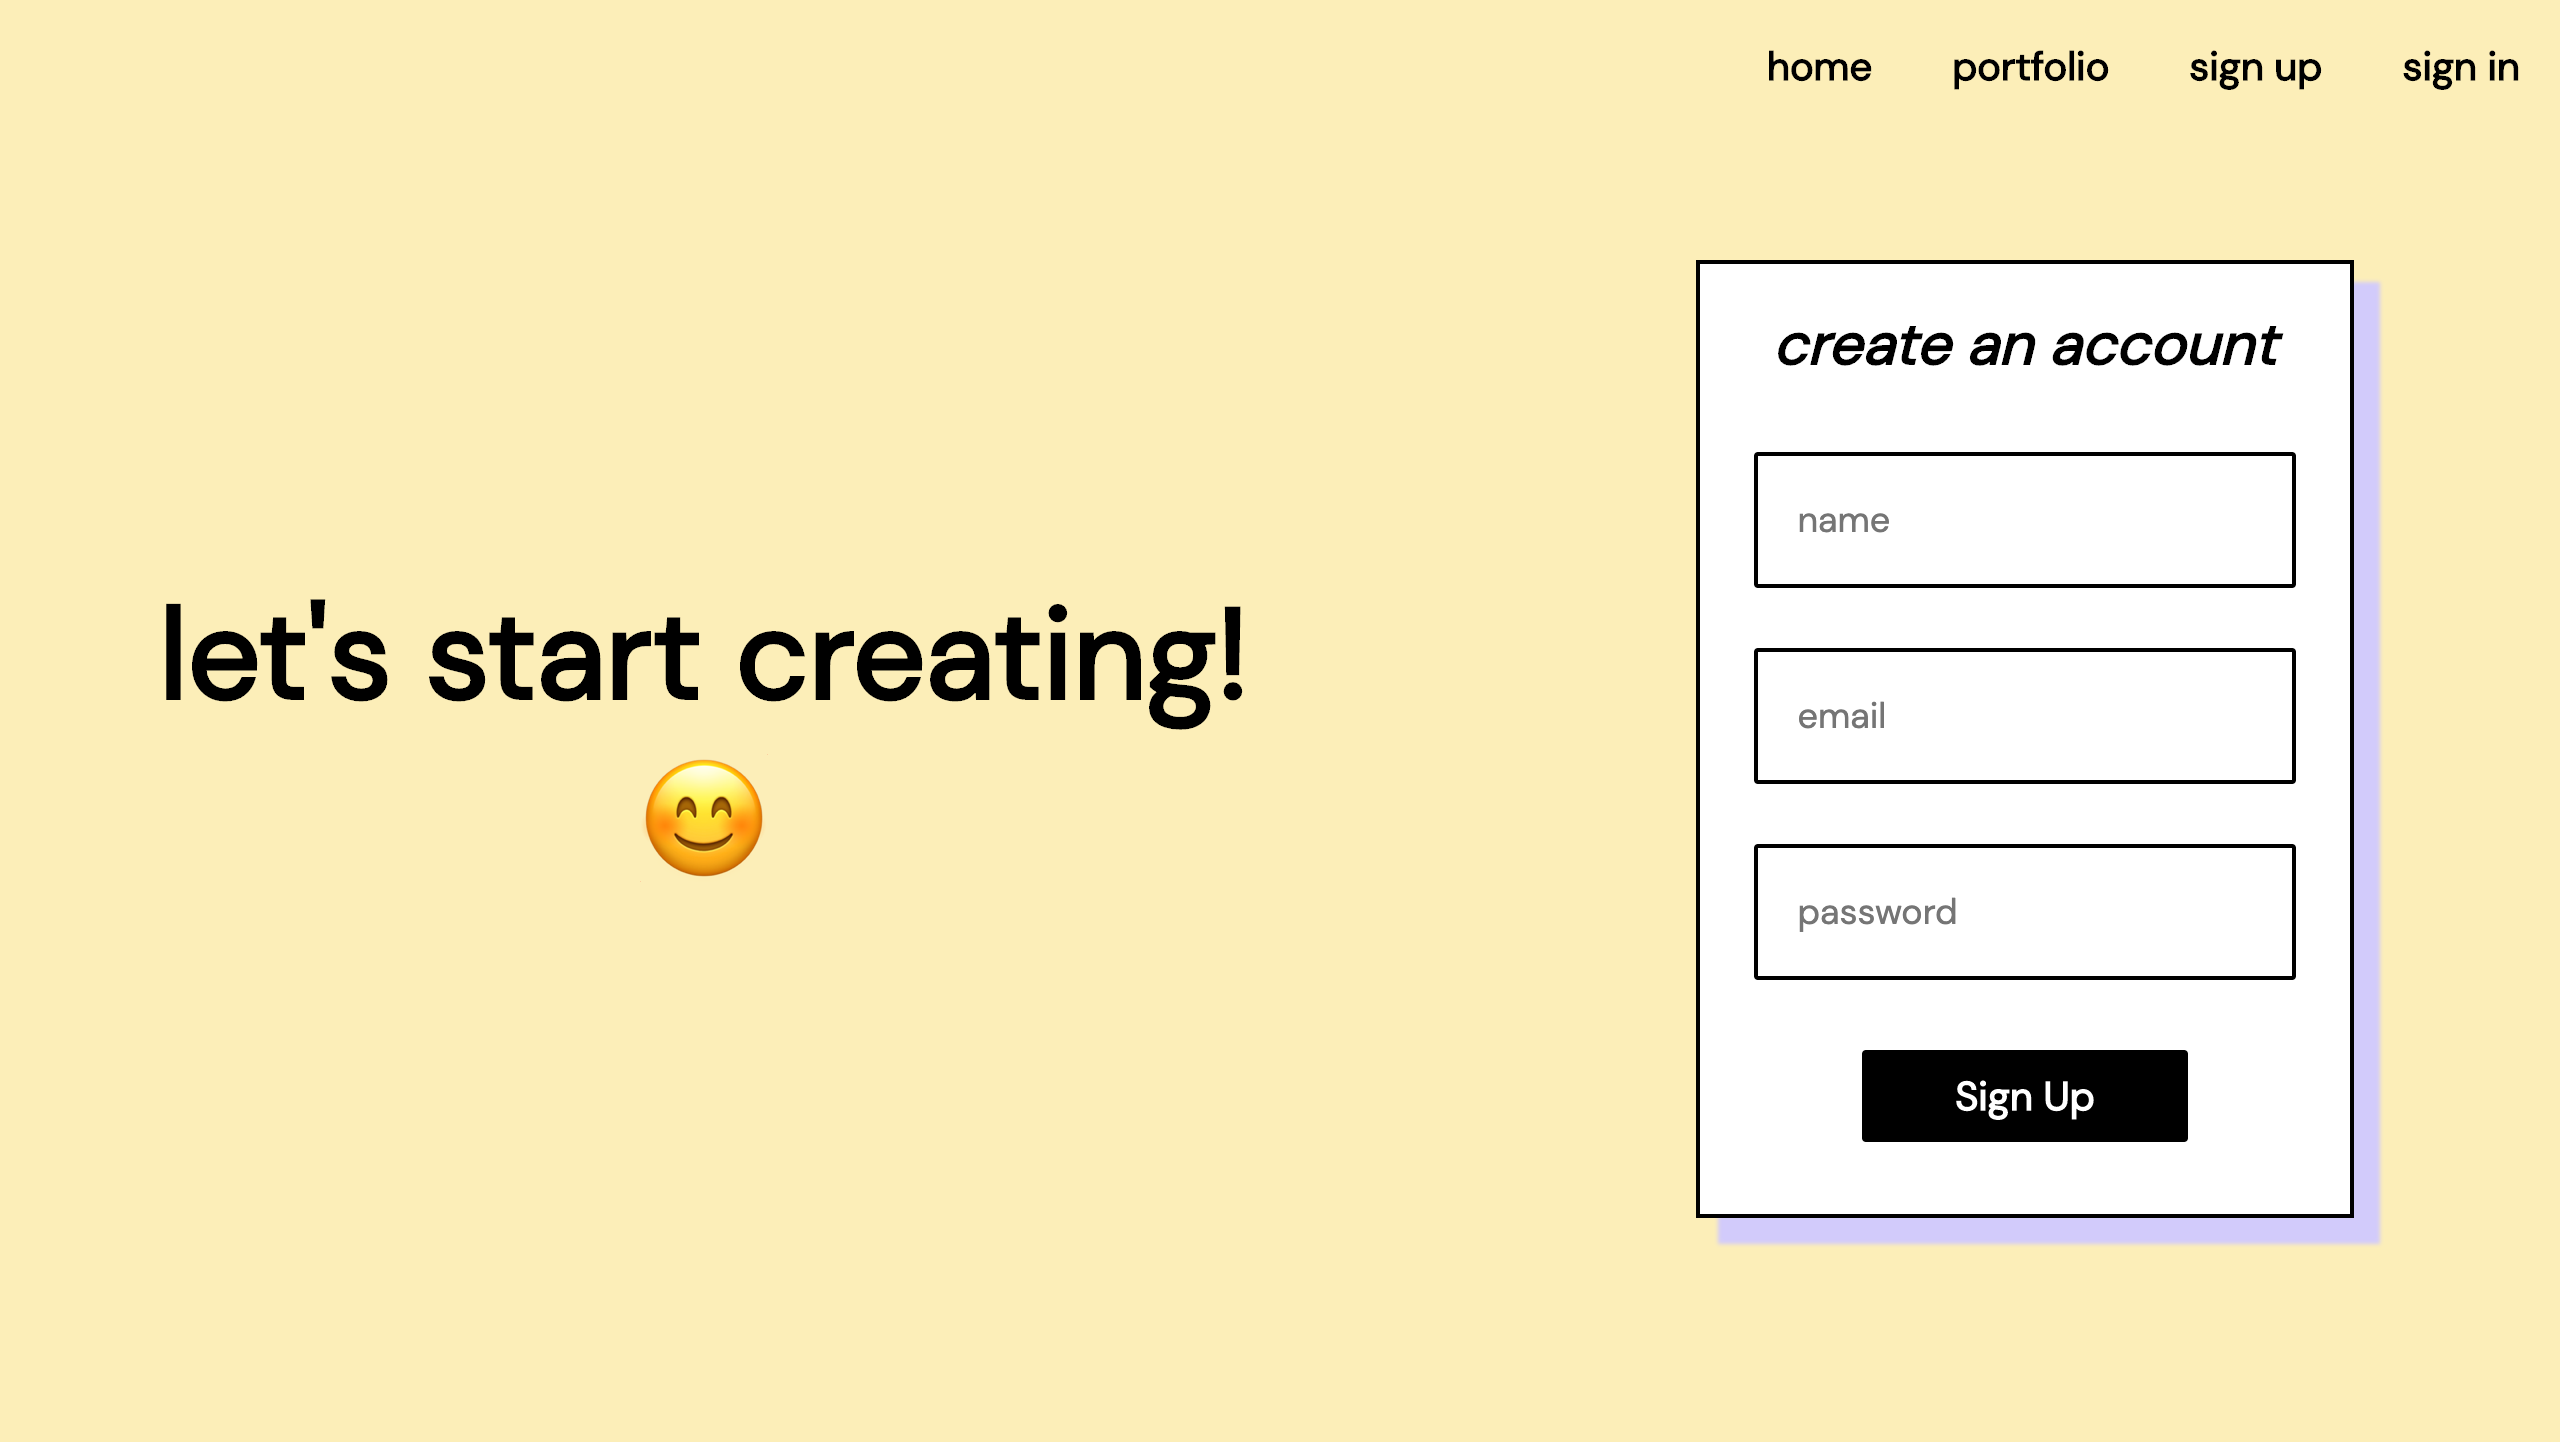 home portfolio sign up sign in
let's start creating!
😊
create an account
name
email
password
Sign Up